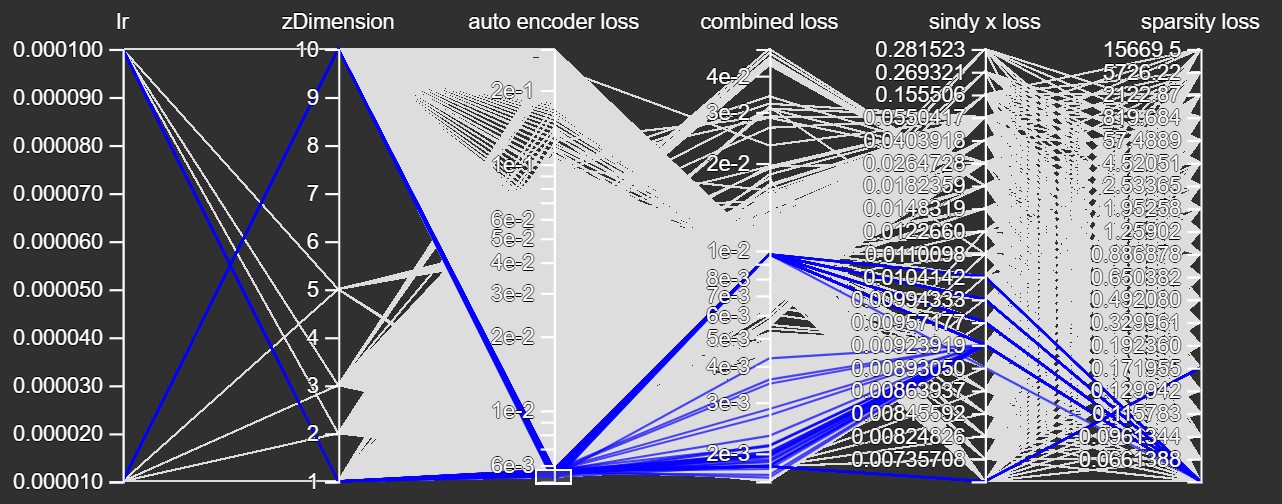 lr
zDimension
auto encoder loss
combined loss
sindy x loss
sparsity loss
0.000100
0.000090
0.000080
0.000070
0.000060
0.000050
0.000040
0.000030
0.000020
0.000010
10
9
8
7
6
5
4
3
2
1
2e-1
1e-1
6e-2
5e-2
4e-2
3e-2
2e-2
1e-2
6e-3
4e-2
3e-2
2e-2
1e-2
8e-3
7e-3
6e-3
5e-3
4e-3
3e-3
2e-3
0.281523
0.269321
0.155506
0.0550417
0.0403918
0.0264728
0.0182359
0.0148319
0.0122660
0.0110098
0.0104142
0.00994333
0.00957177
0.00923919
0.00893050
0.00863937
0.00845592
0.00824826
0.00735708
15669.5
5726.22
2122.87
819.684
57.4889
4.52051
2.53365
1.95258
1.25902
0.886878
0.650862
0.492080
0.329961
0.192360
0.171955
0.129942
0.115783
0.0961344
0.0661388